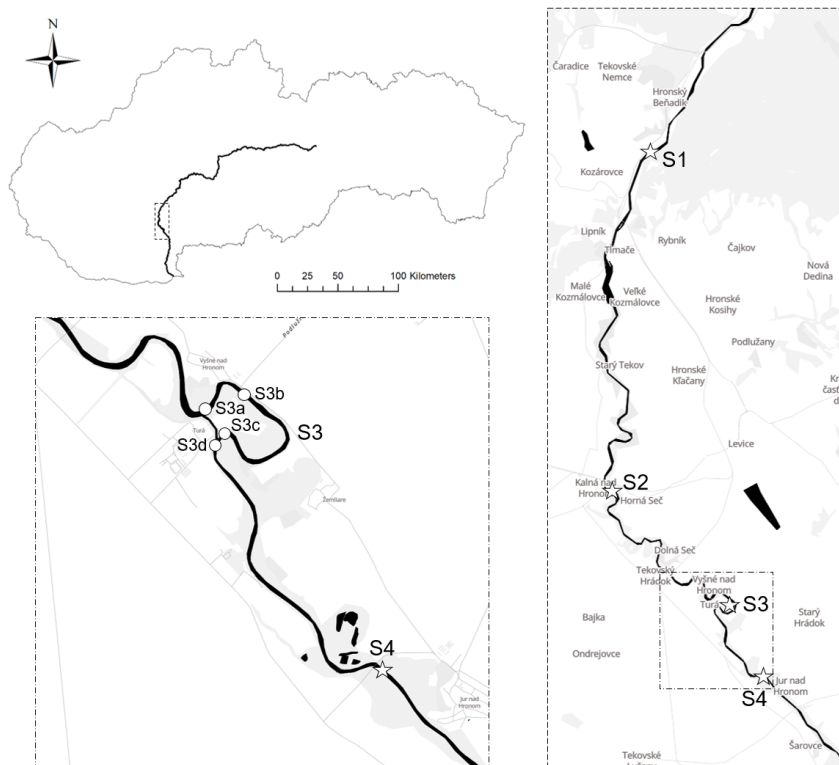 N
0 25 50 100 Kilometers
Vyšné nad
Hronom
S3b
S3a
S3
S3c
Turá
S3d
Žemliare
S4
Jur nad
Hronom
Čaradice
Tekovské
Nemce
Hronský
Beňadik
S1
Kozárovce
Lipník
Tlmače
Rybník
Čajkov
Nová
Dedina
Malé
Kozmálovce
Veľké
Kozmálovce
Hronské
Kosihy
Podlužany
Starý Tekov
Hronské
Kľačany
Levice
Kalná nad
Hronom
S2
Horná Seč
Dolná Seč
Tekovský
Hrádok
Vyšné nad
Hronom
Turá
S3
Starý
Hrádok
Bajka
Ondrejovce
Jur nad
Hronom
S4
Šarovce
Tekovské